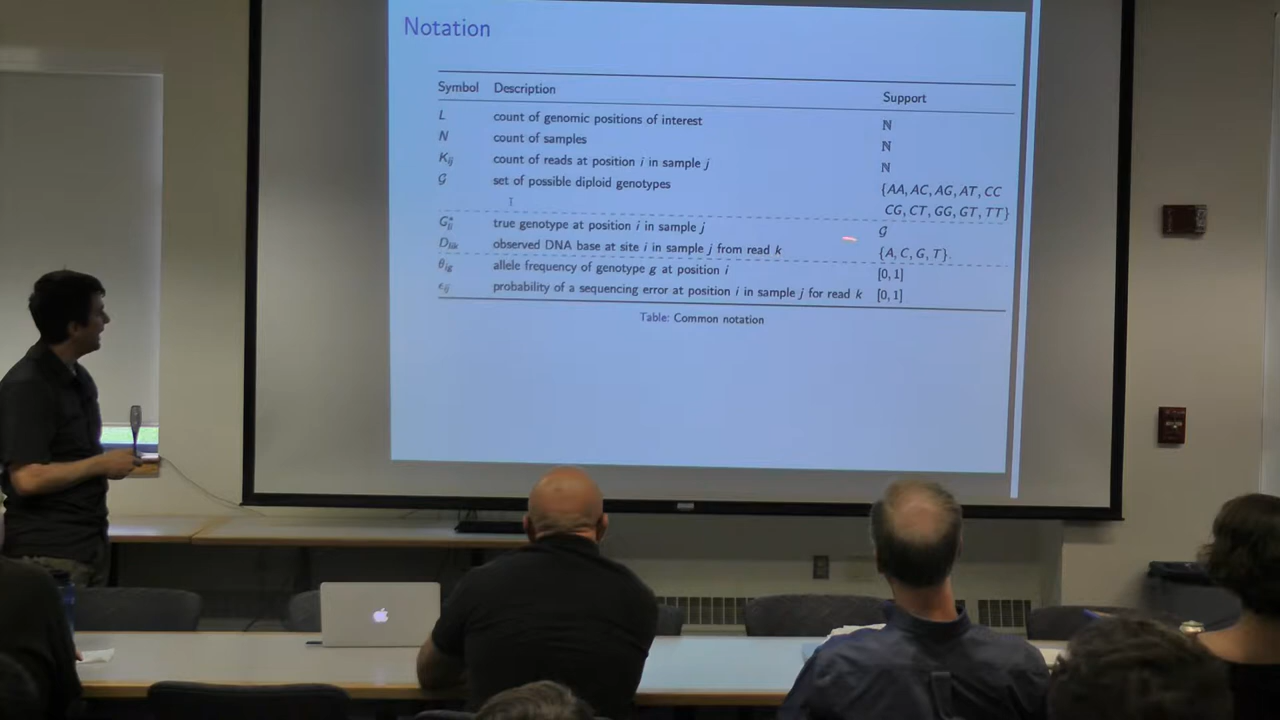 Notation
Symbol Description Support
L count of genomic positions of interest ℕ
N count of samples ℕ
K_ij count of reads at position i in sample j ℕ
𝒢 set of possible diploid genotypes {AA, AC, AG, AT, CC
CG, CT, GG, GT, TT}
G*_ij true genotype at position i in sample j 𝒢
D_ijk observed DNA base at site i in sample j from read k {A, C, G, T}.
θ_ig allele frequency of genotype g at position i [0, 1]
ϵ_ij probability of a sequencing error at position i in sample j for read k [0, 1]
Table: Common notation